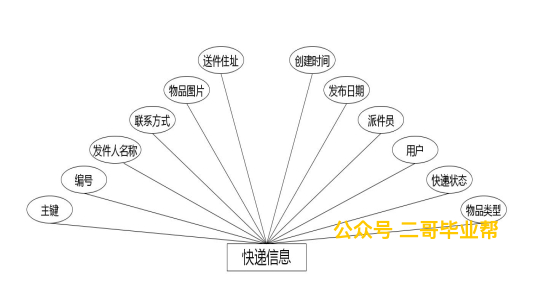 送件住址
创建时间
物品图片
发布日期
联系方式
派件员
发件人名称
用户
编号
快递状态
主键
物品类型
公众号 二哥毕业帮
快递信息